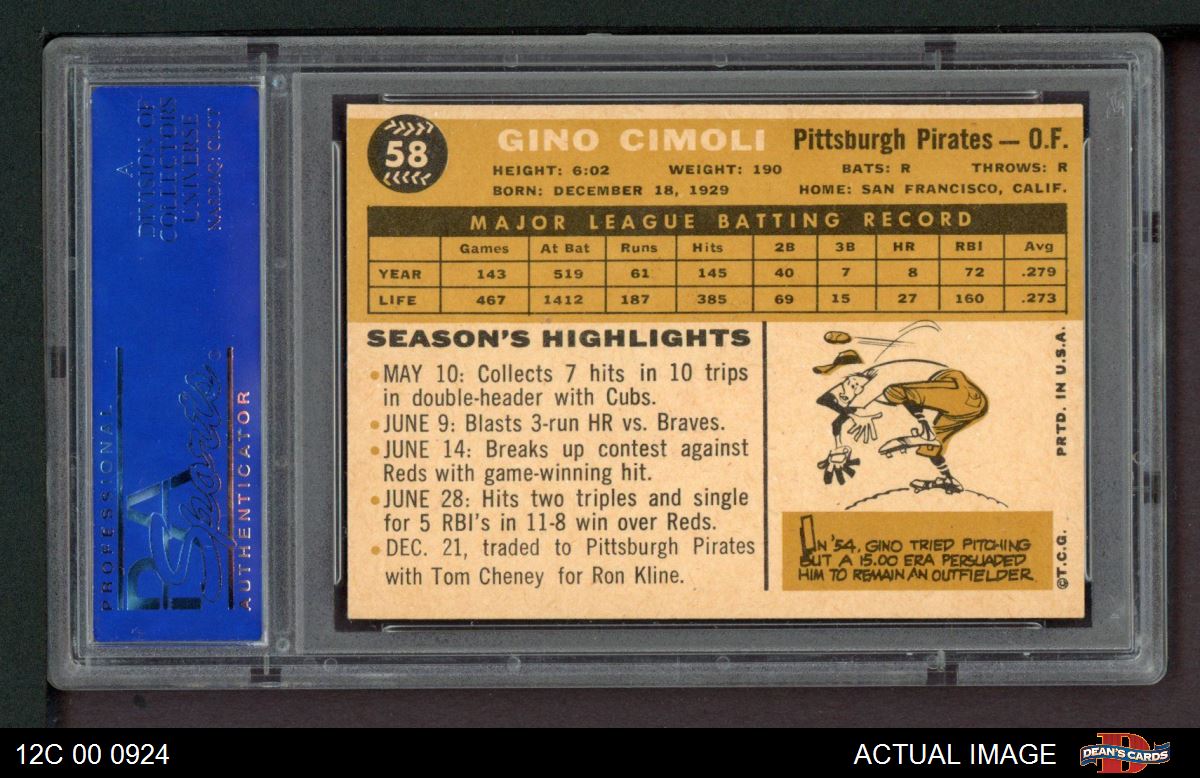 A
DIVISION OF
COLLECTORS
UNIVERSE
NASDAQ: CLCT
PROFESSIONAL
PSA
Sports
AUTHENTICATOR
58
GINO CIMOLI
Pittsburgh Pirates — O.F.
HEIGHT: 6:02 WEIGHT: 190 BATS: R THROWS: R
BORN: DECEMBER 18, 1929 HOME: SAN FRANCISCO, CALIF.
MAJOR LEAGUE BATTING RECORD
Games At Bat Runs Hits 2B 3B HR RBI Avg
YEAR 143 519 61 145 40 7 8 72 .279
LIFE 467 1412 187 385 69 15 27 160 .273
SEASON'S HIGHLIGHTS
• MAY 10: Collects 7 hits in 10 trips
in double-header with Cubs.
• JUNE 9: Blasts 3-run HR vs. Braves.
• JUNE 14: Breaks up contest against
Reds with game-winning hit.
• JUNE 28: Hits two triples and single
for 5 RBI's in 11-8 win over Reds.
• DEC. 21, traded to Pittsburgh Pirates
with Tom Cheney for Ron Kline.
IN '54, GINO TRIED PITCHING
BUT A 15.00 ERA PERSUADED
HIM TO REMAIN AN OUTFIELDER.
©T.C.G. PRTD. IN U.S.A.
12C 00 0924
ACTUAL IMAGE
DEAN'S CARDS